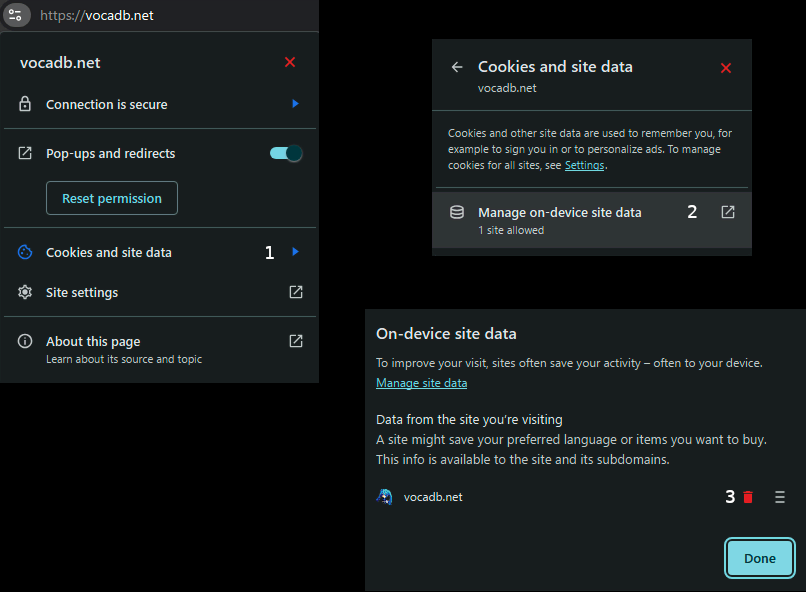 https://vocadb.net
vocadb.net
Connection is secure
Pop-ups and redirects
Reset permission
Cookies and site data 1
Site settings
About this page
Learn about its source and topic
Cookies and site data
vocadb.net
Cookies and other site data are used to remember you, for
example to sign you in or to personalize ads. To manage
cookies for all sites, see Settings.
Manage on-device site data 2
1 site allowed
On-device site data
To improve your visit, sites often save your activity – often to your device.
Manage site data
Data from the site you're visiting
A site might save your preferred language or items you want to buy.
This info is available to the site and its subdomains.
vocadb.net 3
Done